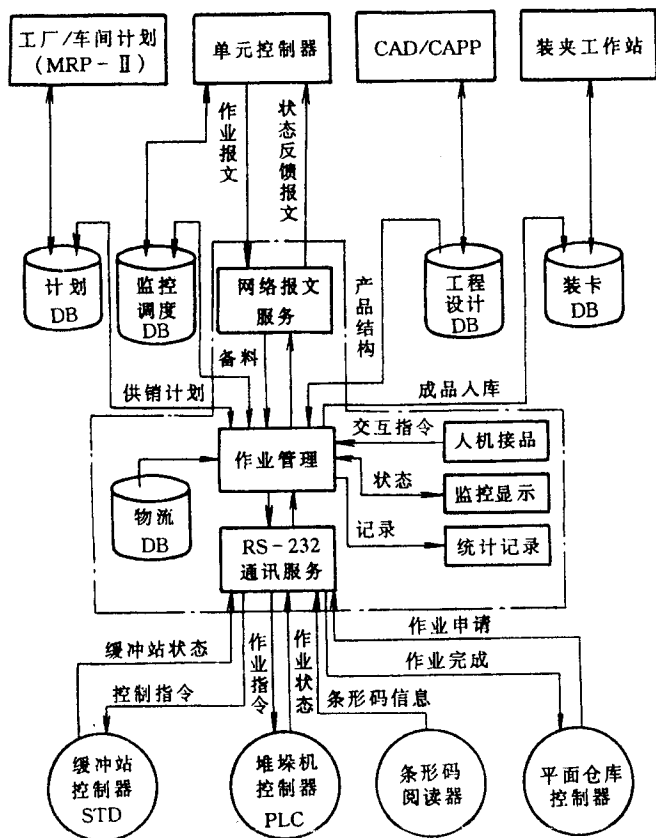 工厂/车间计划
(MRP-Ⅱ)
单元控制器
CAD/CAPP
装夹工作站
作业报文
状态反馈报文
计划
DB
监控
调度
DB
网络报文
服务
产品结构
工程
设计
DB
装卡
DB
备料
供销计划
成品入库
作业管理
交互指令
人机接品
物流
DB
状态
监控显示
记录
统计记录
RS-232
通讯服务
缓冲站状态
作业申请
控制指令
作业指令
作业状态
作业完成
条形码信息
缓冲站
控制器
STD
堆垛机
控制器
PLC
条形码
阅读器
平面仓库
控制器